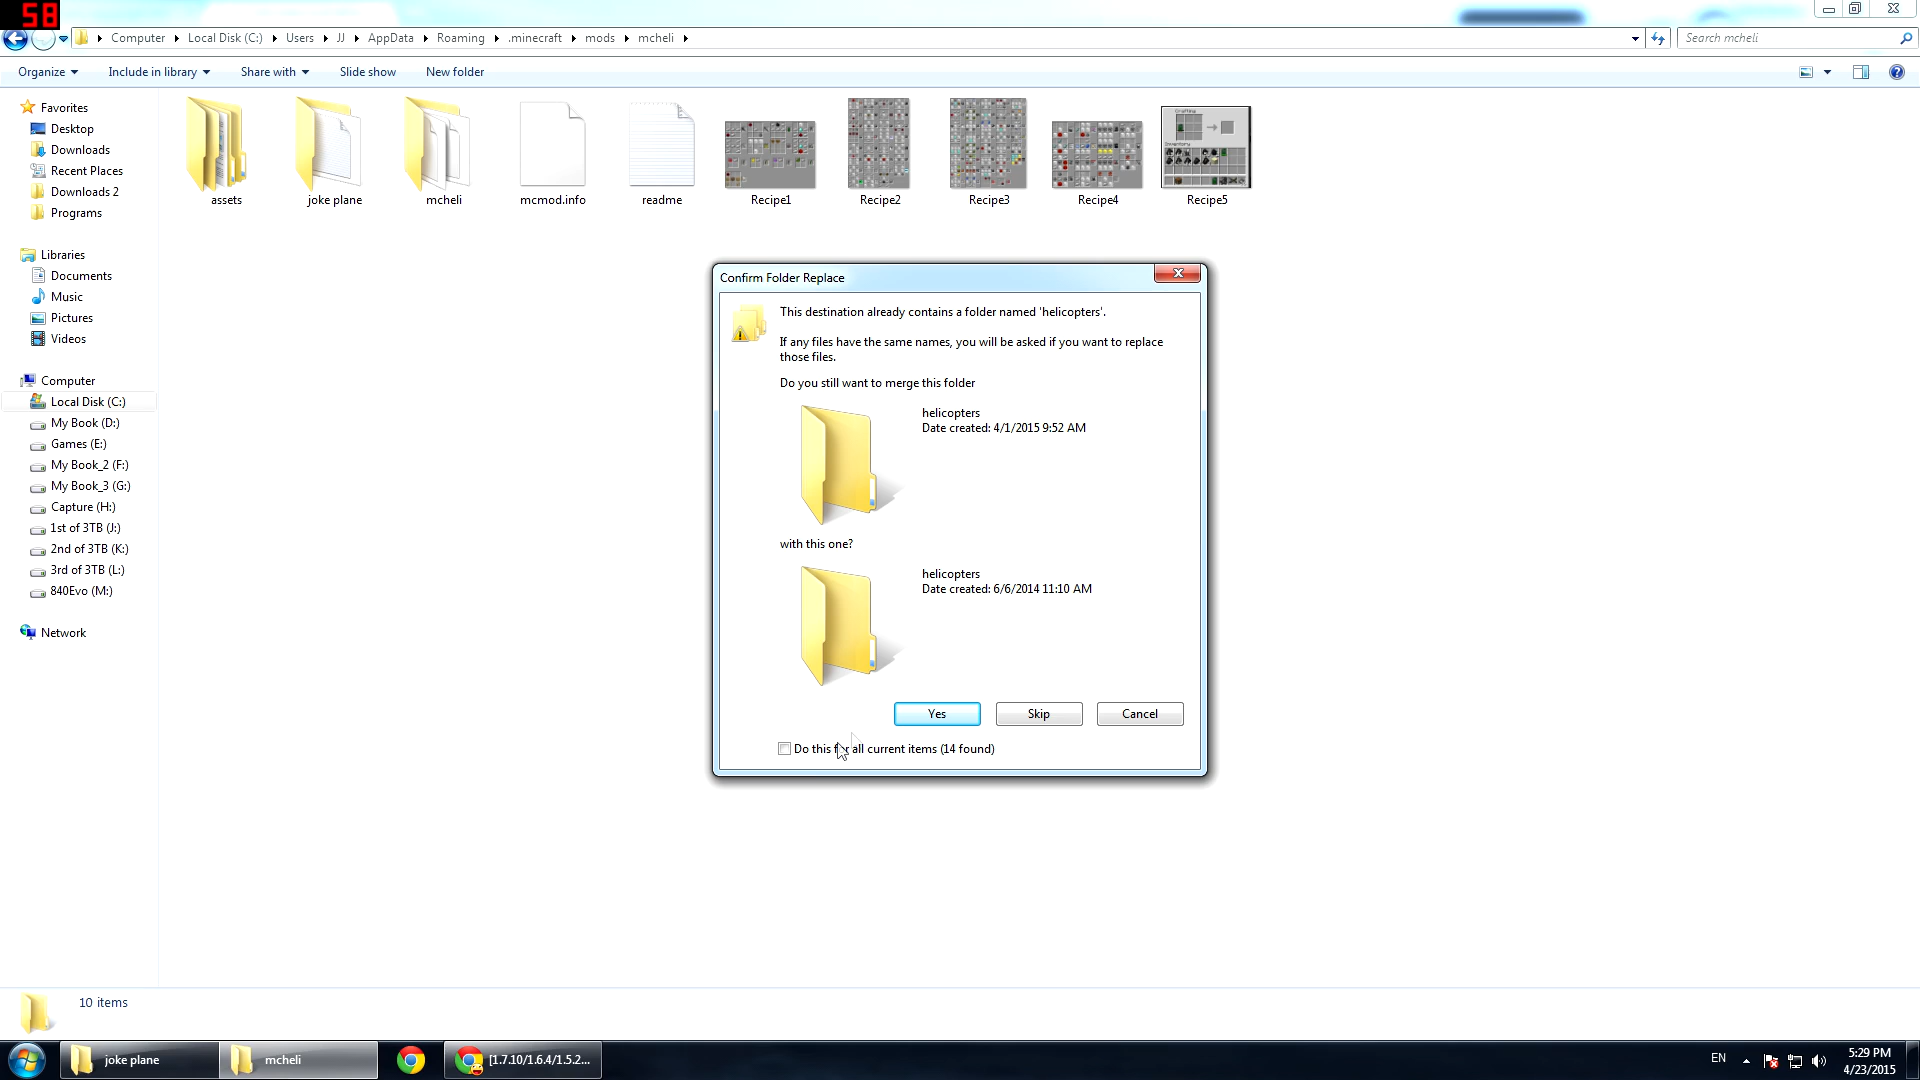 58
Computer Local Disk (C:) Users JJ AppData Roaming .minecraft mods mcheli
Search mcheli
Organize Include in library Share with Slide show New folder
Favorites
Desktop
Downloads
Recent Places
Downloads 2
Programs
Libraries
Documents
Music
Pictures
Videos
Computer
Local Disk (C:)
My Book (D:)
Games (E:)
My Book_2 (F:)
My Book_3 (G:)
Capture (H:)
1st of 3TB (J:)
2nd of 3TB (K:)
3rd of 3TB (L:)
840Evo (M:)
Network
assets joke plane mcheli mcmod.info readme Recipe1 Recipe2 Recipe3 Recipe4 Recipe5
Crafting
Inventory
Confirm Folder Replace
This destination already contains a folder named 'helicopters'.
If any files have the same names, you will be asked if you want to replace
those files.
Do you still want to merge this folder
helicopters
Date created: 4/1/2015 9:52 AM
with this one?
helicopters
Date created: 6/6/2014 11:10 AM
Yes Skip Cancel
Do this for all current items (14 found)
10 items
joke plane mcheli [1.7.10/1.6.4/1.5.2...
EN
5:29 PM
4/23/2015